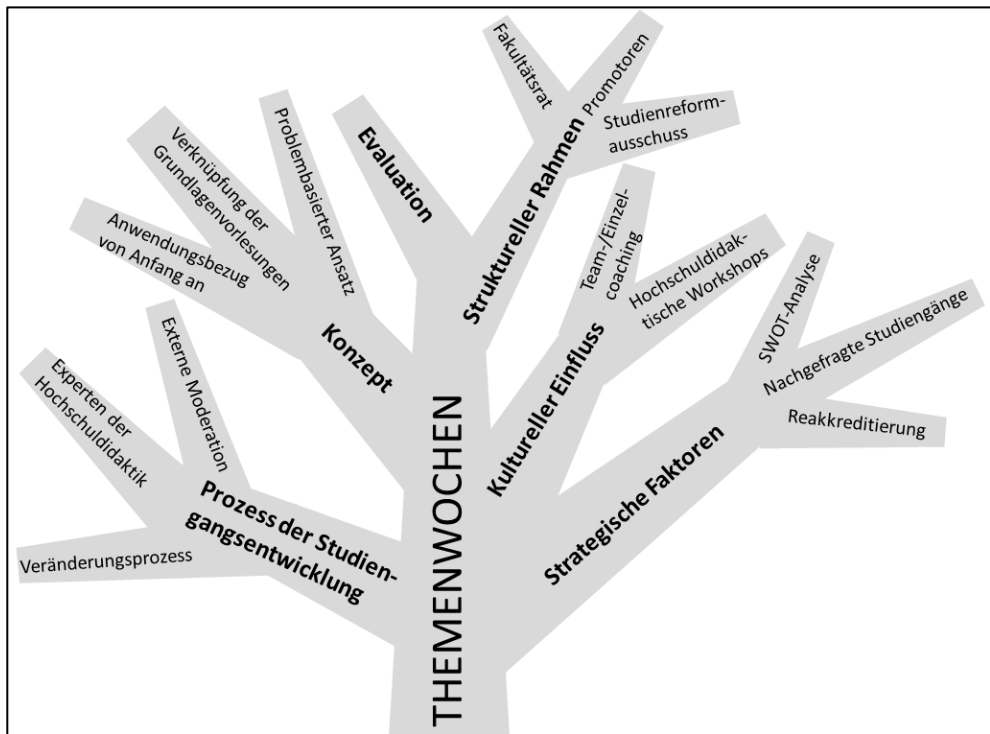 Fakultätsrat
Promotoren
Studienreform-
ausschuss
Struktureller Rahmen
Evaluation
Problembasierter Ansatz
Verknüpfung der
Grundlagenvorlesungen
Anwendungsbezug
von Anfang an
Konzept
Team-/Einzel-
coaching
Hochschuldidak-
tische Workshops
Kultureller Einfluss
SWOT-Analyse
Nachgefragte Studiengänge
Reakkreditierung
Strategische Faktoren
Externe Moderation
Experten der
Hochschuldidaktik
Veränderungsprozess
Prozess der Studien-
gangsentwicklung
THEMENWOCHEN